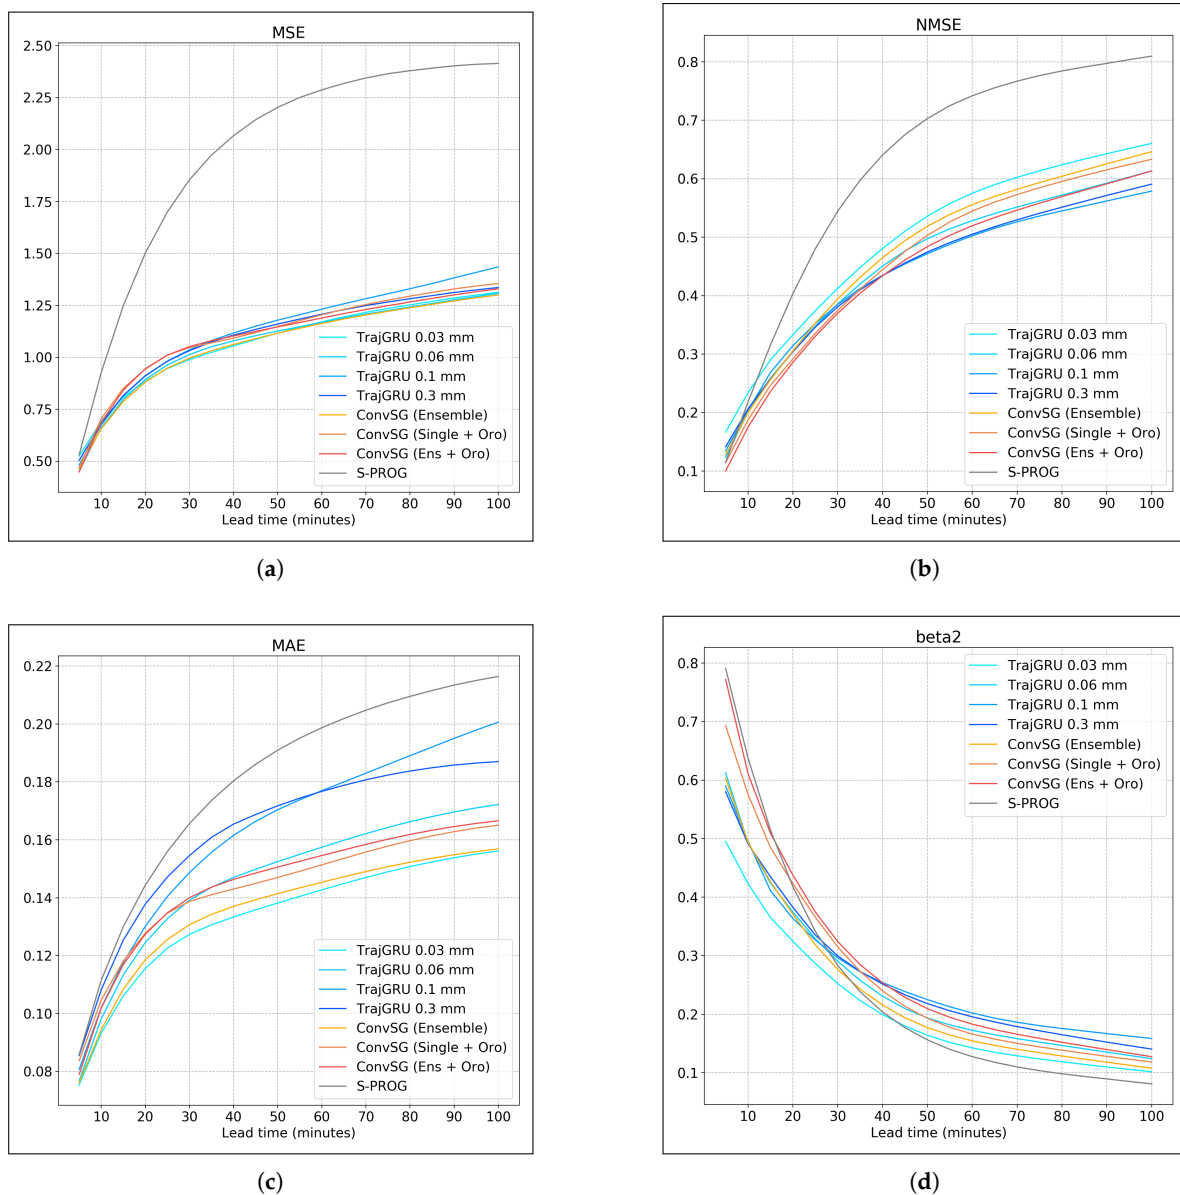 MSE
2.50
2.25
2.00
1.75
1.50
1.25
1.00
0.75
0.50
TrajGRU 0.03 mm
TrajGRU 0.06 mm
TrajGRU 0.1 mm
TrajGRU 0.3 mm
ConvSG (Ensemble)
ConvSG (Single + Oro)
ConvSG (Ens + Oro)
S-PROG
10 20 30 40 50 60 70 80 90 100
Lead time (minutes)
(a)
NMSE
0.8
0.7
0.6
0.5
0.4
0.3
0.2
0.1
TrajGRU 0.03 mm
TrajGRU 0.06 mm
TrajGRU 0.1 mm
TrajGRU 0.3 mm
ConvSG (Ensemble)
ConvSG (Single + Oro)
ConvSG (Ens + Oro)
S-PROG
10 20 30 40 50 60 70 80 90 100
Lead time (minutes)
(b)
MAE
0.22
0.20
0.18
0.16
0.14
0.12
0.10
0.08
TrajGRU 0.03 mm
TrajGRU 0.06 mm
TrajGRU 0.1 mm
TrajGRU 0.3 mm
ConvSG (Ensemble)
ConvSG (Single + Oro)
ConvSG (Ens + Oro)
S-PROG
10 20 30 40 50 60 70 80 90 100
Lead time (minutes)
(c)
beta2
0.8
0.7
0.6
0.5
0.4
0.3
0.2
0.1
TrajGRU 0.03 mm
TrajGRU 0.06 mm
TrajGRU 0.1 mm
TrajGRU 0.3 mm
ConvSG (Ensemble)
ConvSG (Single + Oro)
ConvSG (Ens + Oro)
S-PROG
10 20 30 40 50 60 70 80 90 100
Lead time (minutes)
(d)